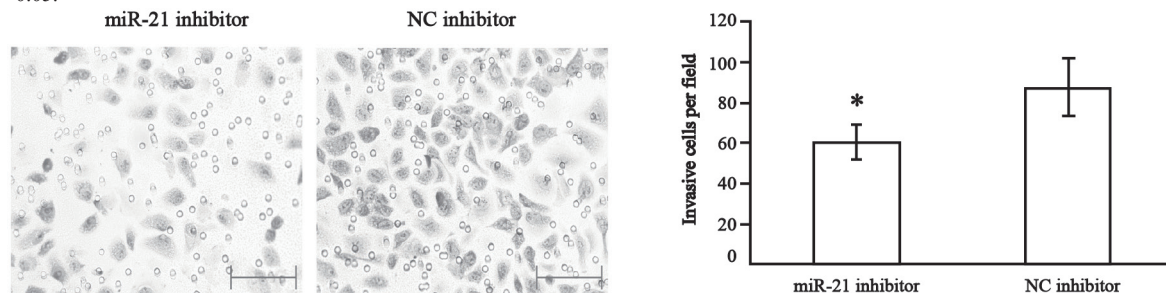 miR-21 inhibitor
NC inhibitor
Invasive cells per field
120
100
80
60
40
20
0
*
miR-21 inhibitor
NC inhibitor